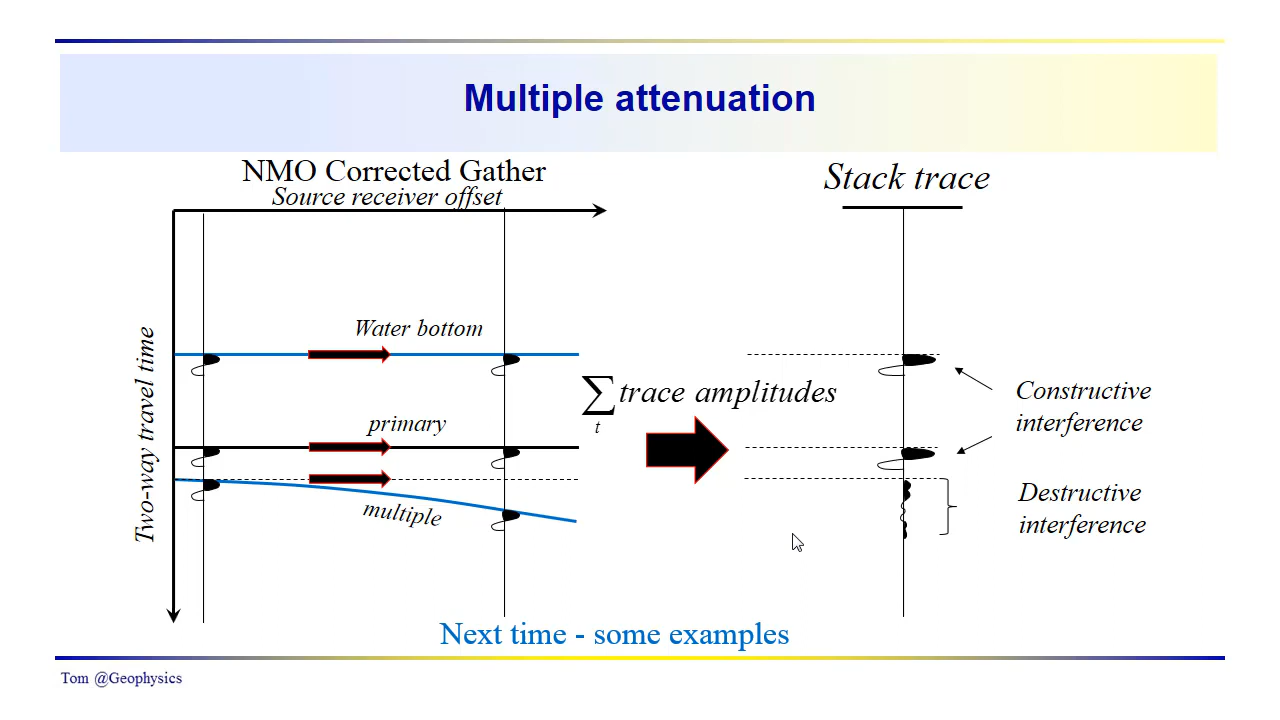 Multiple attenuation
NMO Corrected Gather
Source receiver offset
Stack trace
Two-way travel time
Water bottom
∑ trace amplitudes
t
primary
multiple
Constructive
interference
Destructive
interference
Next time - some examples
Tom @Geophysics